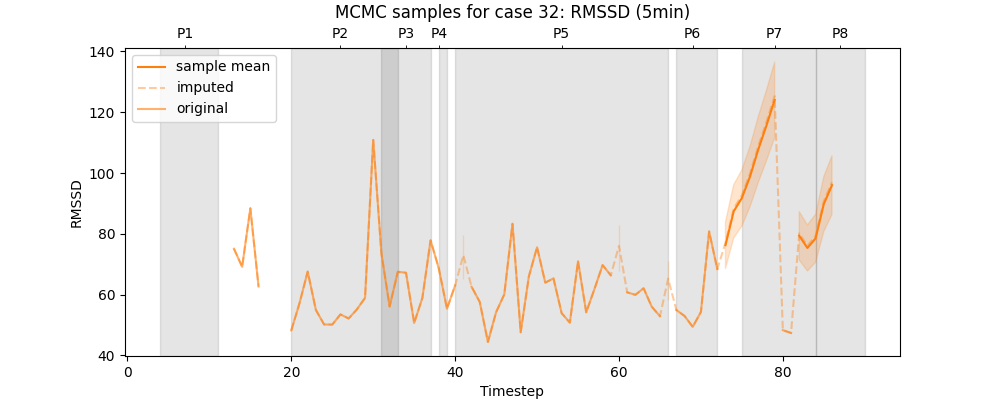 MCMC samples for case 32: RMSSD (5min)
P1 P2 P3 P4 P5 P6 P7 P8
sample mean
imputed
original
140
120
100
80
60
40
RMSSD
0 20 40 60 80
Timestep